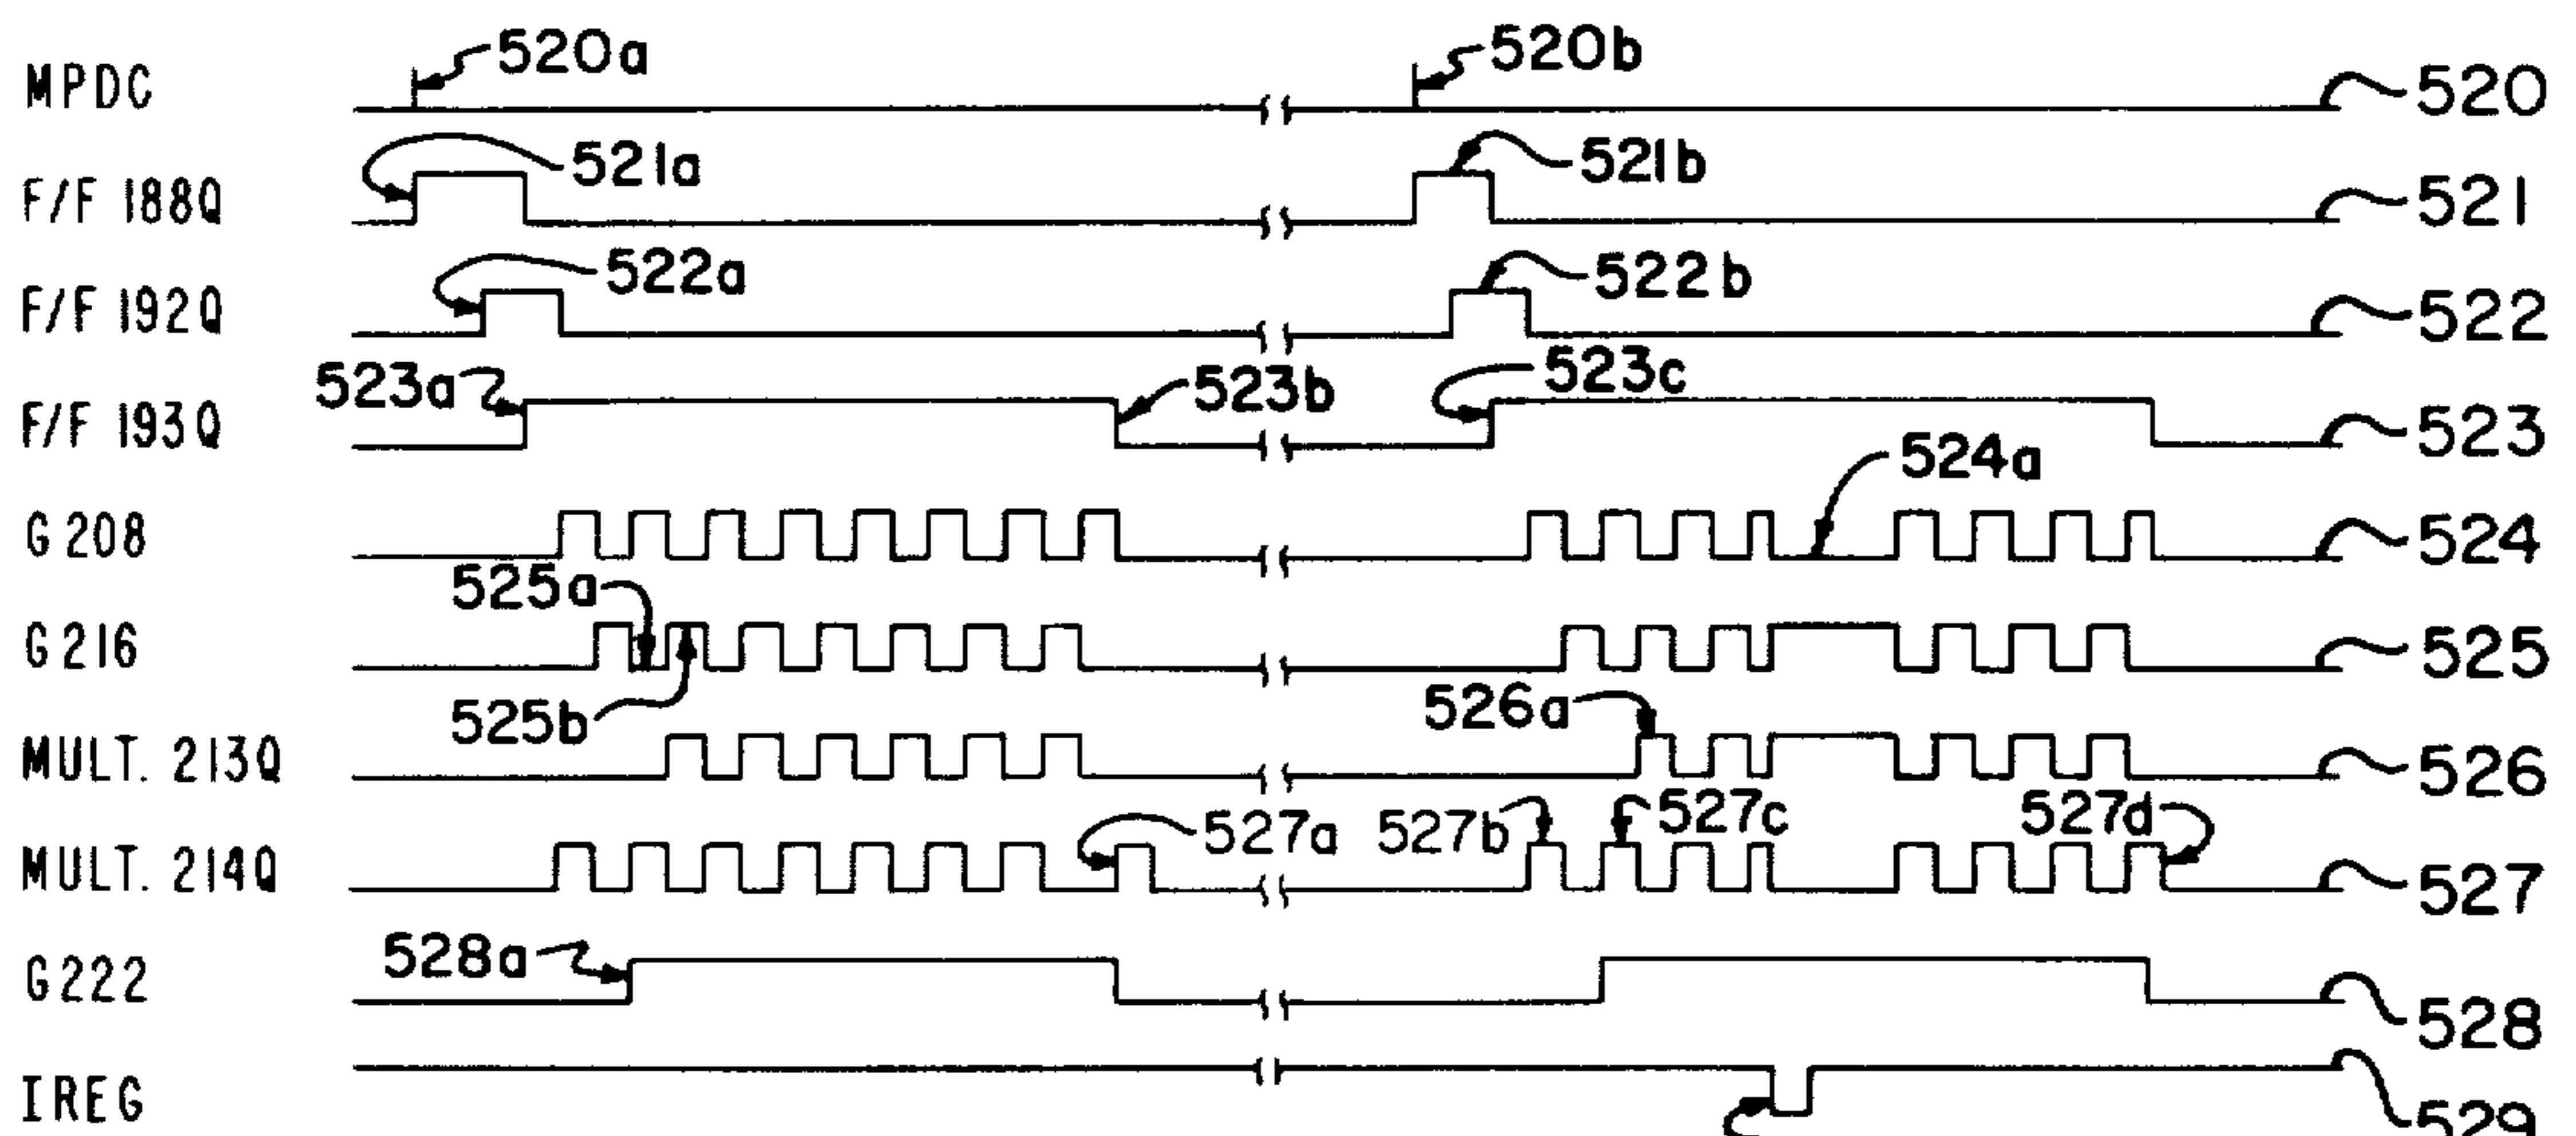 MPDC 520a 520b 520
F/F 188Q 521a 521b 521
F/F 192Q 522a 522b 522
F/F 193Q 523a 523b 523c 523
G 208 524a 524
G 216 525a 525b 525
MULT. 213Q 526a 526
MULT. 214Q 527a 527b 527c 527d 527
G222 528a 528
IREG 529